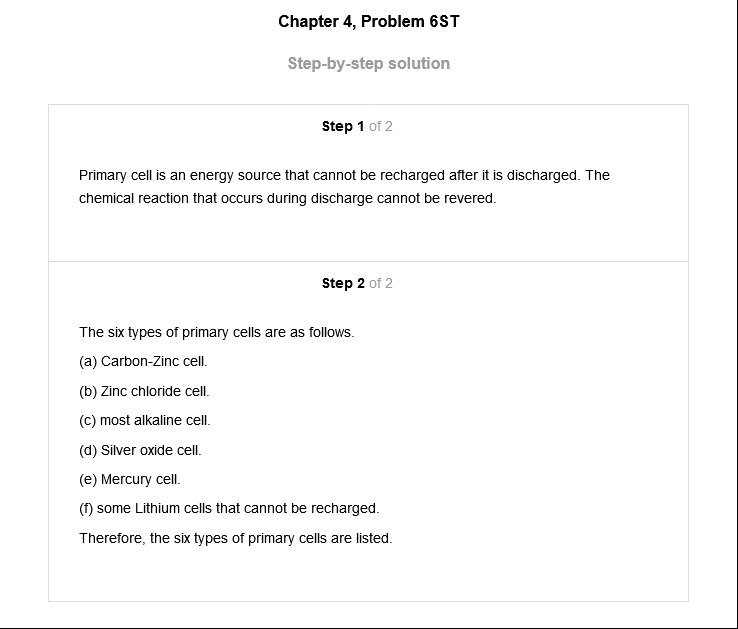 Chapter 4, Problem 6ST
Step-by-step solution
Step 1 of 2
Primary cell is an energy source that cannot be recharged after it is discharged. The
chemical reaction that occurs during discharge cannot be revered.
Step 2 of 2
The six types of primary cells are as follows.
(a) Carbon-Zinc cell.
(b) Zinc chloride cell.
(c) most alkaline cell.
(d) Silver oxide cell.
(e) Mercury cell.
(f) some Lithium cells that cannot be recharged.
Therefore, the six types of primary cells are listed.